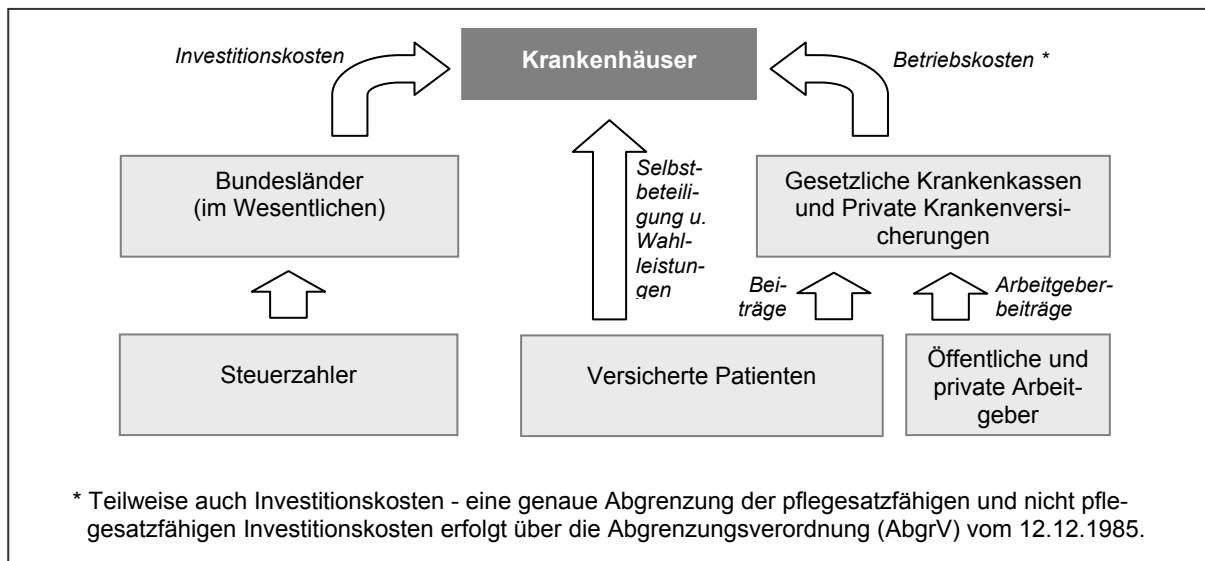 Investitionskosten
Krankenhäuser
Betriebskosten *
Bundesländer
(im Wesentlichen)
Selbst-
beteili-
gung u.
Wahl-
leistun-
gen
Gesetzliche Krankenkassen
und Private Krankenversi-
cherungen
Bei-
träge
Arbeitgeber-
beiträge
Steuerzahler
Versicherte Patienten
Öffentliche und
private Arbeit-
geber
* Teilweise auch Investitionskosten - eine genaue Abgrenzung der pflegesatzfähigen und nicht pfle-
gesatzfähigen Investitionskosten erfolgt über die Abgrenzungsverordnung (AbgrV) vom 12.12.1985.